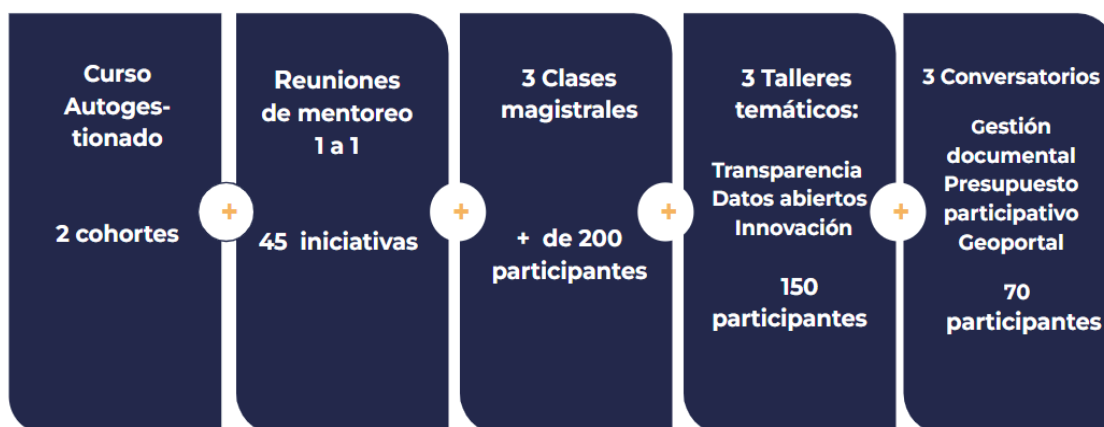 Curso
Autoges-
tionado
2 cohortes
+
Reuniones
de mentoreo
1 a 1
45 iniciativas
+
3 Clases
magistrales
+ de 200
participantes
+
3 Talleres
temáticos:
Transparencia
Datos abiertos
Innovación
150
participantes
+
3 Conversatorios
Gestión
documental
Presupuesto
participativo
Geoportal
70
participantes